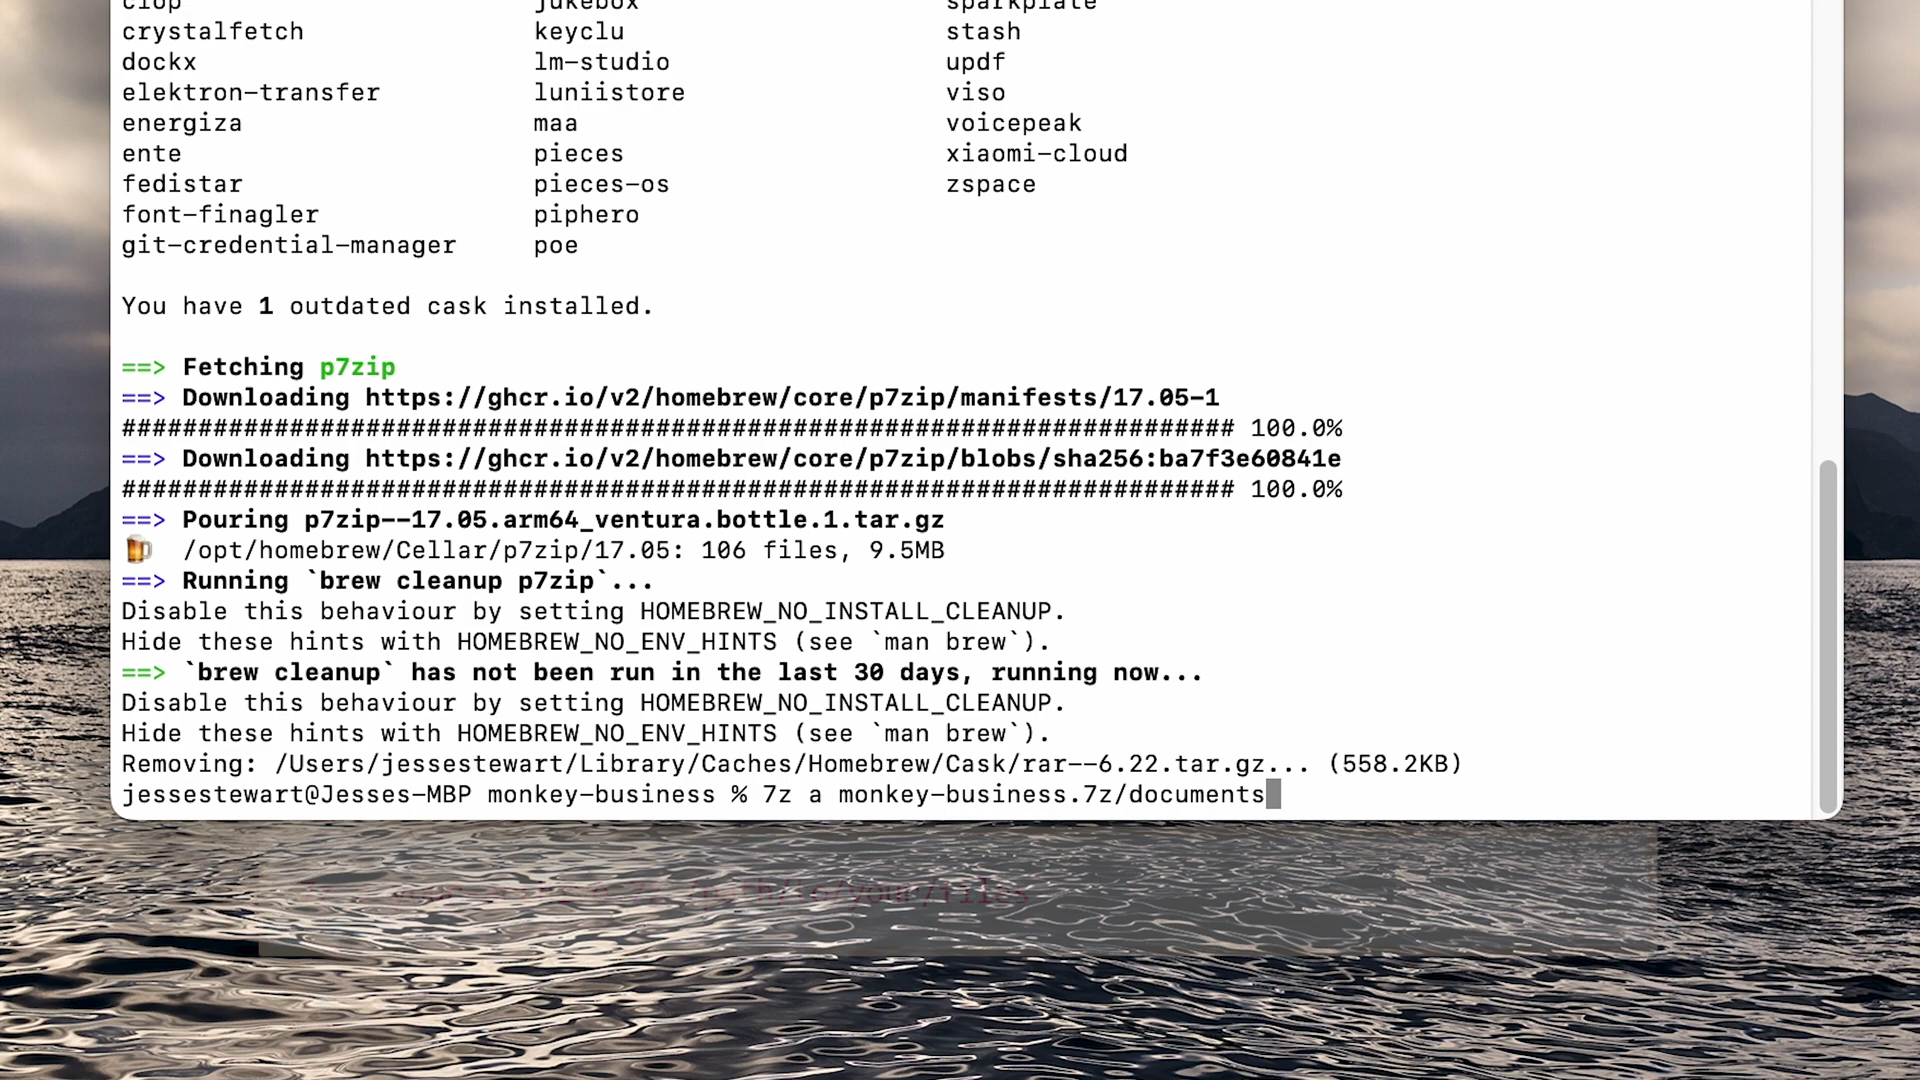 clop jukebox sparkplate
crystalfetch keyclu stash
dockx lm-studio updf
elektron-transfer luniistore viso
energiza maa voicepeak
ente pieces xiaomi-cloud
fedistar pieces-os zspace
font-finagler piphero
git-credential-manager poe
You have 1 outdated cask installed.
==> Fetching p7zip
==> Downloading https://ghcr.io/v2/homebrew/core/p7zip/manifests/17.05-1
######################################################################### 100.0%
==> Downloading https://ghcr.io/v2/homebrew/core/p7zip/blobs/sha256:ba7f3e60841e
######################################################################### 100.0%
==> Pouring p7zip--17.05.arm64_ventura.bottle.1.tar.gz
🍺 /opt/homebrew/Cellar/p7zip/17.05: 106 files, 9.5MB
==> Running `brew cleanup p7zip`...
Disable this behaviour by setting HOMEBREW_NO_INSTALL_CLEANUP.
Hide these hints with HOMEBREW_NO_ENV_HINTS (see `man brew`).
==> `brew cleanup` has not been run in the last 30 days, running now...
Disable this behaviour by setting HOMEBREW_NO_INSTALL_CLEANUP.
Hide these hints with HOMEBREW_NO_ENV_HINTS (see `man brew`).
Removing: /Users/jessestewart/Library/Caches/Homebrew/Cask/rar--6.22.tar.gz... (558.2KB)
jessestewart@Jesses-MBP monkey-business % 7z a monkey-business.7z/documents
/path/to/your/files